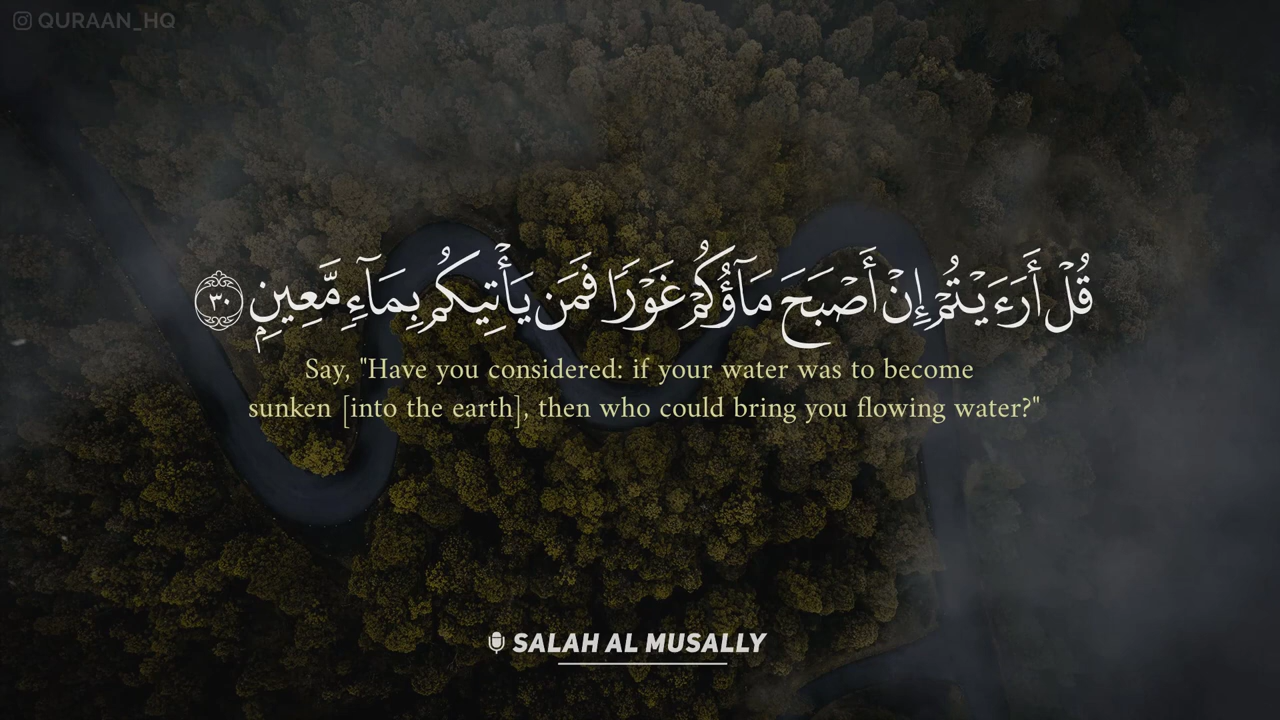 QURAAN_HQ
قُلْ أَرَءَيْتُمْ إِنْ أَصْبَحَ مَآؤُكُمْ غَوْرًا فَمَن يَأْتِيكُم بِمَآءٍ مَّعِينٍۭ ٣٠
Say, "Have you considered: if your water was to become
sunken [into the earth], then who could bring you flowing water?"
SALAH AL MUSALLY